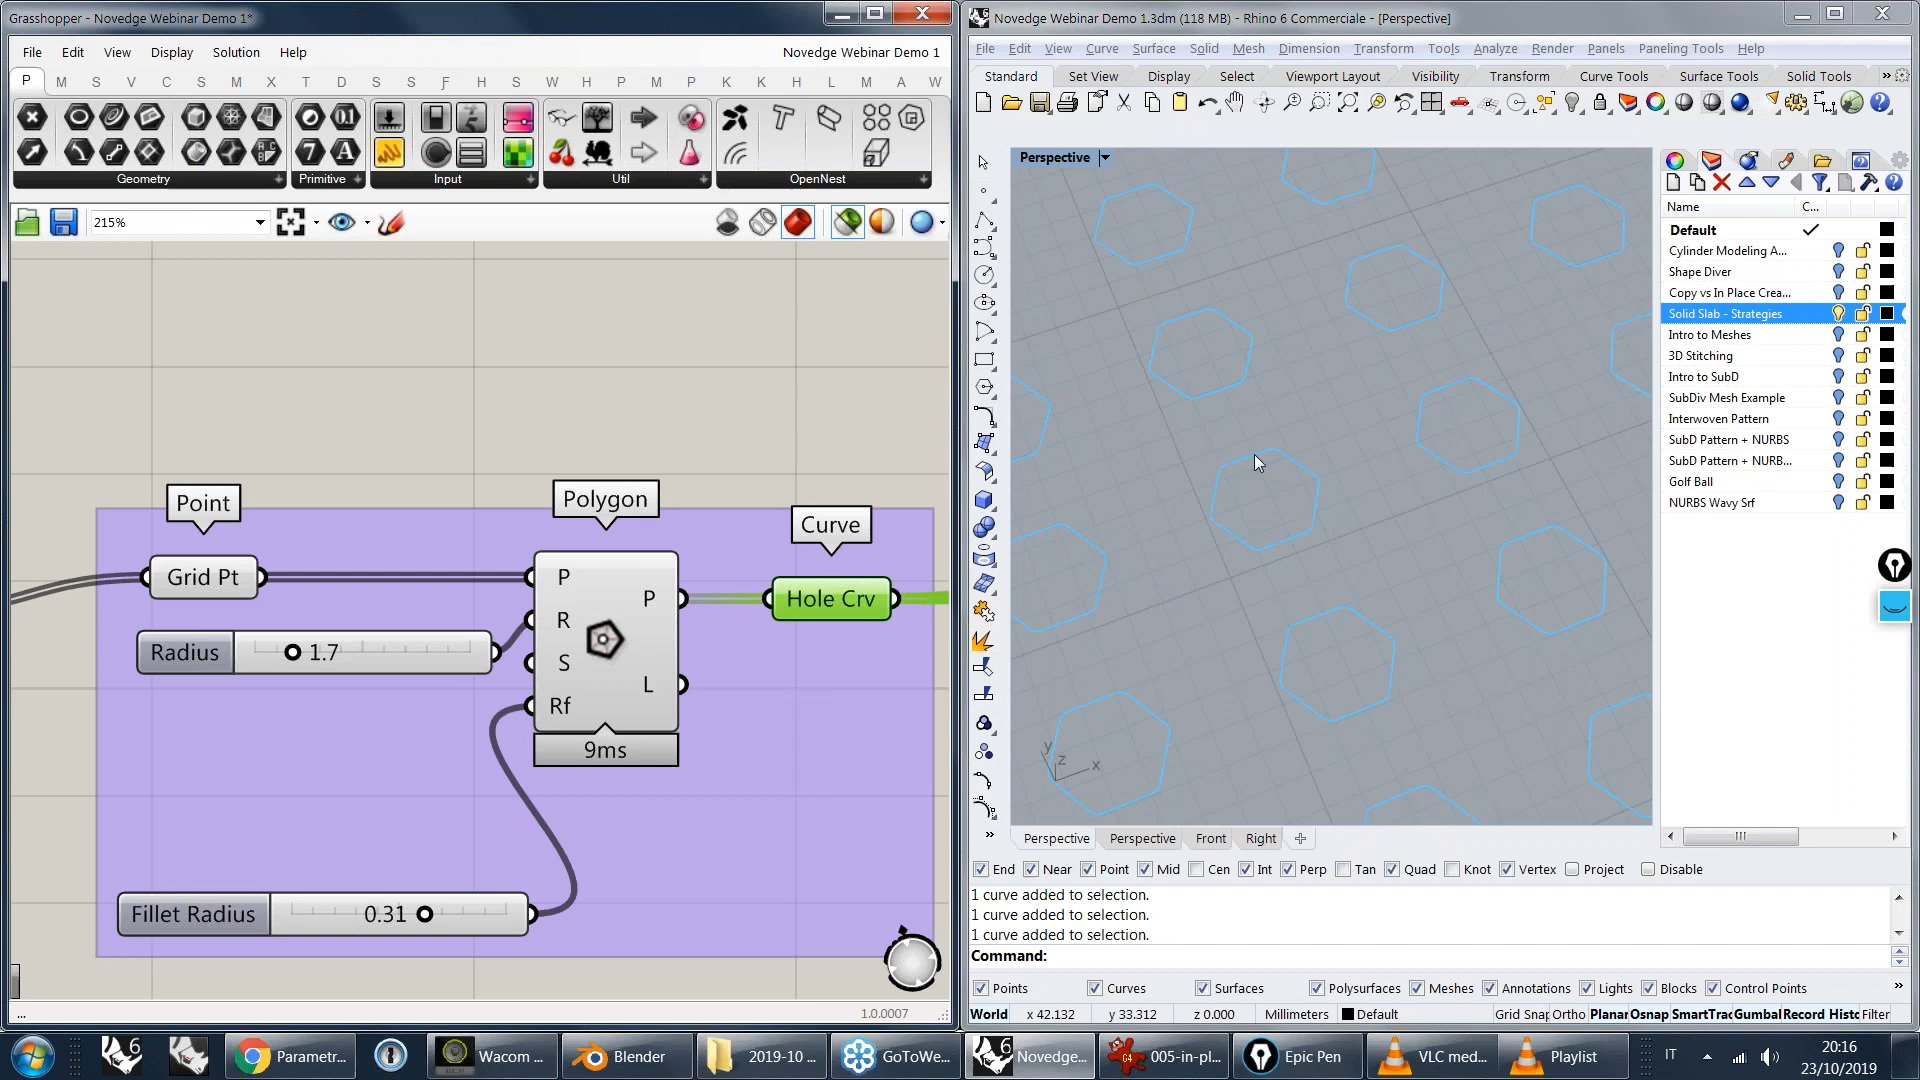 Grasshopper - Novedge Webinar Demo 1*
File Edit View Display Solution Help
Novedge Webinar Demo 1
P M S V C S M X T D S S F H S W H P M P K K H L M A W
Geometry
Primitive
Input
Util
OpenNest
215%
Point
Polygon
Curve
Grid Pt
P
R
S
Rf
P
L
9ms
Hole Crv
Radius 1.7
Fillet Radius 0.31
...
1.0.0007
Novedge Webinar Demo 1.3dm (118 MB) - Rhino 6 Commerciale - [Perspective]
File Edit View Curve Surface Solid Mesh Dimension Transform Tools Analyze Render Panels Paneling Tools Help
Standard Set View Display Select Viewport Layout Visibility Transform Curve Tools Surface Tools Solid Tools »
Perspective
y
z
x
Name C...
Default
Cylinder Modeling A...
Shape Diver
Copy vs In Place Crea...
Solid Slab - Strategies
Intro to Meshes
3D Stitching
Intro to SubD
SubDiv Mesh Example
Interwoven Pattern
SubD Pattern + NURBS
SubD Pattern + NURB...
Golf Ball
NURBS Wavy Srf
Perspective Perspective Front Right
End Near Point Mid Cen Int Perp Tan Quad Knot Vertex Project Disable
1 curve added to selection.
1 curve added to selection.
1 curve added to selection.
Command:
Points Curves Surfaces Polysurfaces Meshes Annotations Lights Blocks Control Points »
World x 42.132 y 33.312 z 0.000 Millimeters Default Grid Snap Ortho Planar Osnap SmartTrac Gumbal Record Histo Filter
Parametr... Wacom ... Blender 2019-10 ... GoToWe... Novedge... 005-in-pl... Epic Pen VLC med... Playlist
IT
20:16
23/10/2019